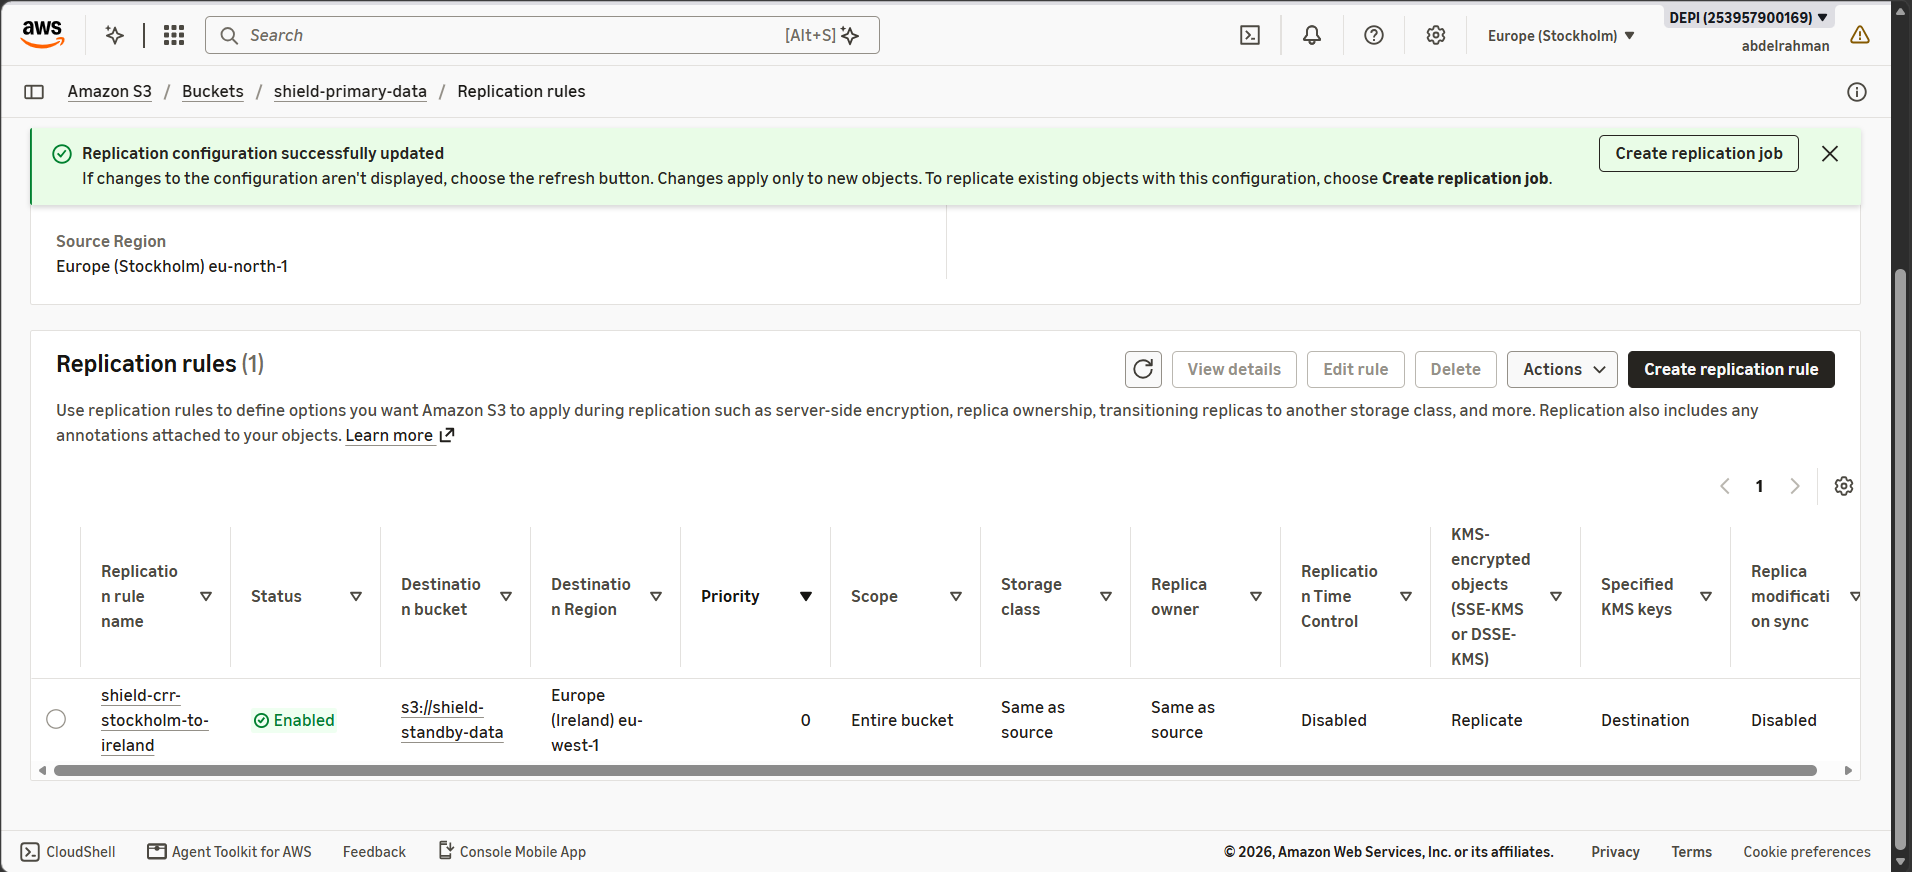 aws
Search [Alt+S]
Europe (Stockholm)
DEPI (253957900169)
abdelrahman
Amazon S3 / Buckets / shield-primary-data / Replication rules
Replication configuration successfully updated
If changes to the configuration aren't displayed, choose the refresh button. Changes apply only to new objects. To replicate existing objects with this configuration, choose Create replication job.
Create replication job
Source Region
Europe (Stockholm) eu-north-1
Replication rules (1)
View details
Edit rule
Delete
Actions
Create replication rule
Use replication rules to define options you want Amazon S3 to apply during replication such as server-side encryption, replica ownership, transitioning replicas to another storage class, and more. Replication also includes any
annotations attached to your objects. Learn more
1
Replicatio
n rule
name
Status
Destinatio
n bucket
Destinatio
n Region
Priority
Scope
Storage
class
Replica
owner
Replicatio
n Time
Control
KMS-
encrypted
objects
(SSE-KMS
or DSSE-
KMS)
Specified
KMS keys
Replica
modificati
on sync
shield-crr-
stockholm-to-
ireland
Enabled
s3://shield-
standby-data
Europe
(Ireland) eu-
west-1
0
Entire bucket
Same as
source
Same as
source
Disabled
Replicate
Destination
Disabled
CloudShell
Agent Toolkit for AWS
Feedback
Console Mobile App
© 2026, Amazon Web Services, Inc. or its affiliates.
Privacy
Terms
Cookie preferences